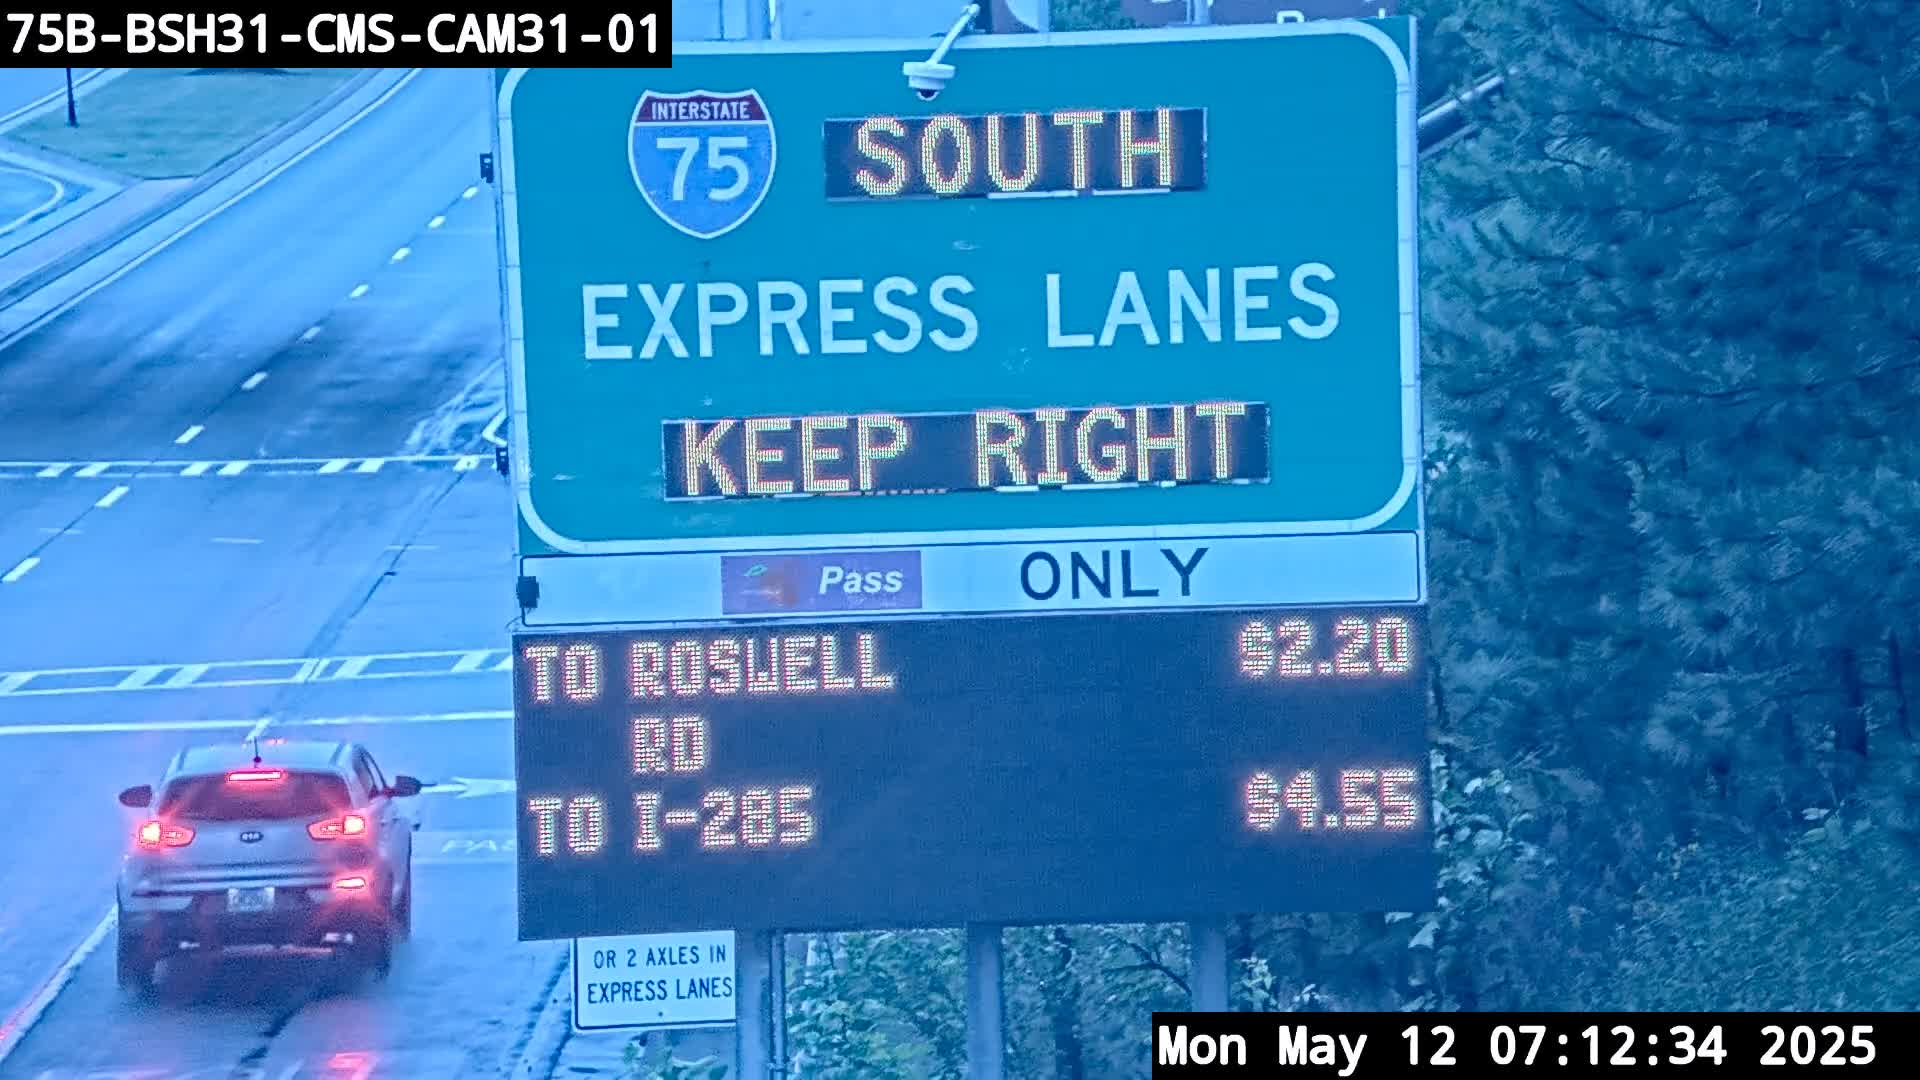 75B-BSH31-CMS-CAM31-01
INTERSTATE
75
SOUTH
EXPRESS LANES
KEEP RIGHT
Pass ONLY
TO ROSWELL $2.20
RD
TO I-285 $4.55
OR 2 AXLES IN
EXPRESS LANES
Mon May 12 07:12:34 2025